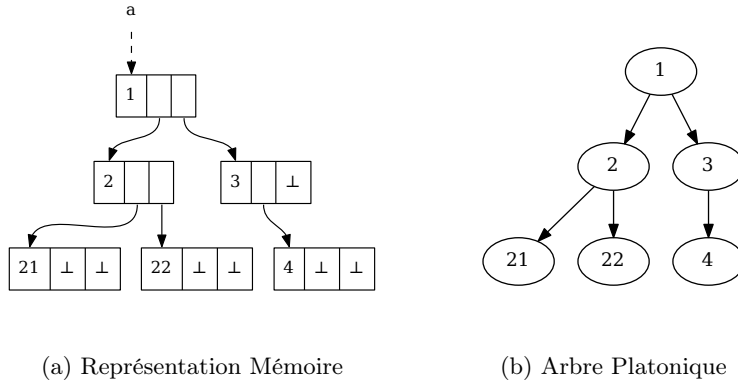 a
1
2
3 ⊥
21 ⊥ ⊥ 22 ⊥ ⊥ 4 ⊥ ⊥
(a) Représentation Mémoire
1
2 3
21 22 4
(b) Arbre Platonique